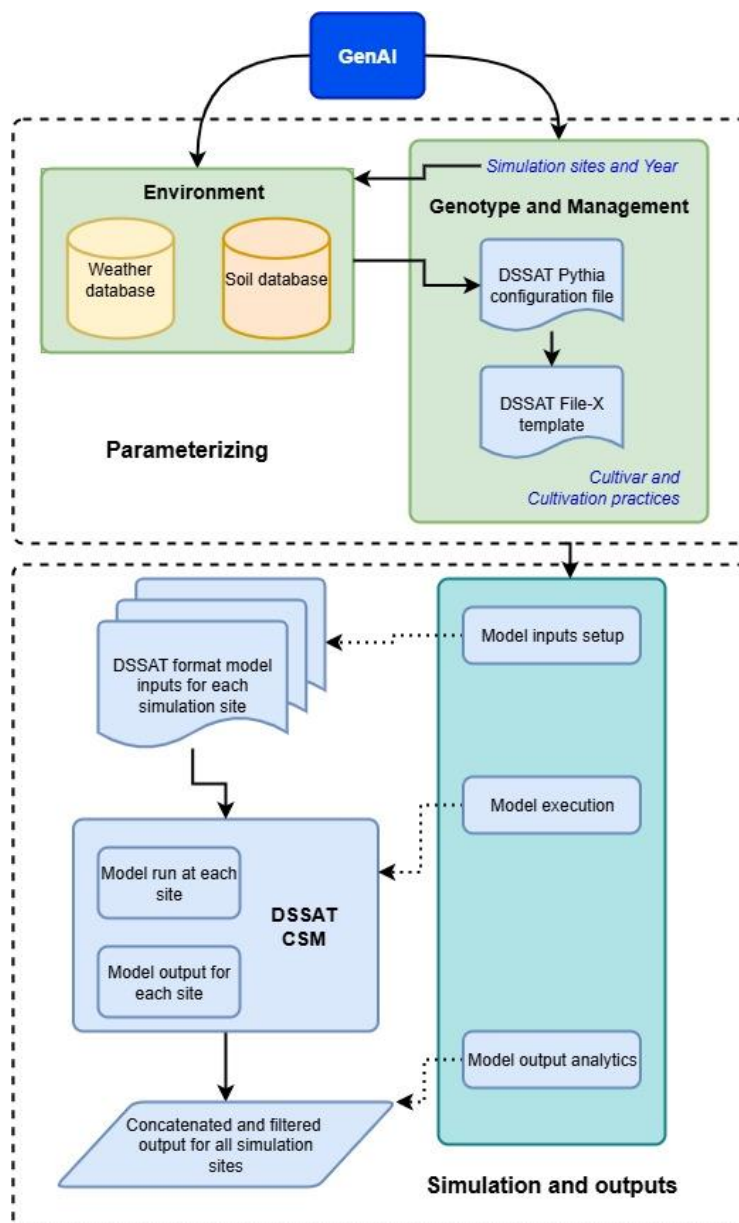 GenAI
Simulation sites and Year
Environment
Genotype and Management
Weather
database
Soil database
DSSAT Pythia
configuration file
DSSAT File-X
template
Parameterizing
Cultivar and
Cultivation practices
DSSAT format model
inputs for each
simulation site
Model inputs setup
Model execution
Model run at each
site
DSSAT
CSM
Model output for
each site
Model output analytics
Concatenated and filtered
output for all simulation
sites
Simulation and outputs